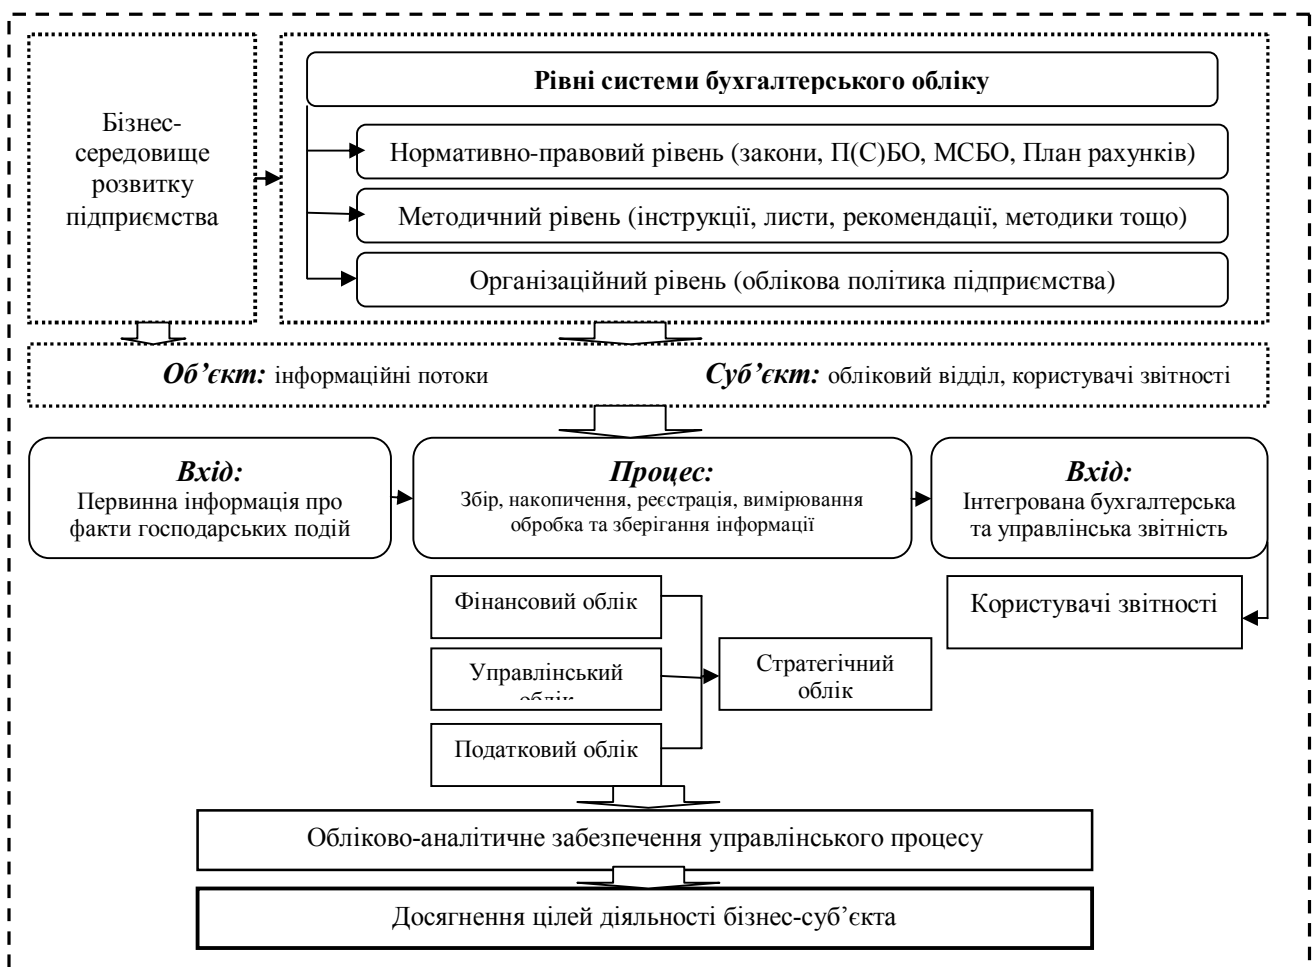 Рівні системи бухгалтерського обліку
Бізнес-
середовище
розвитку
підприємства
Нормативно-правовий рівень (закони, П(С)БО, МСБО, План рахунків)
Методичний рівень (інструкції, листи, рекомендації, методики тощо)
Організаційний рівень (облікова політика підприємства)
Об’єкт: інформаційні потоки
Суб’єкт: обліковий відділ, користувачі звітності
Вхід:
Первинна інформація про
факти господарських подій
Процес:
Збір, накопичення, реєстрація, вимірювання
обробка та зберігання інформації
Вхід:
Інтегрована бухгалтерська
та управлінська звітність
Фінансовий облік
Користувачі звітності
Управлінський
облік
Стратегічний
облік
Податковий облік
Обліково-аналітичне забезпечення управлінського процесу
Досягнення цілей діяльності бізнес-суб’єкта